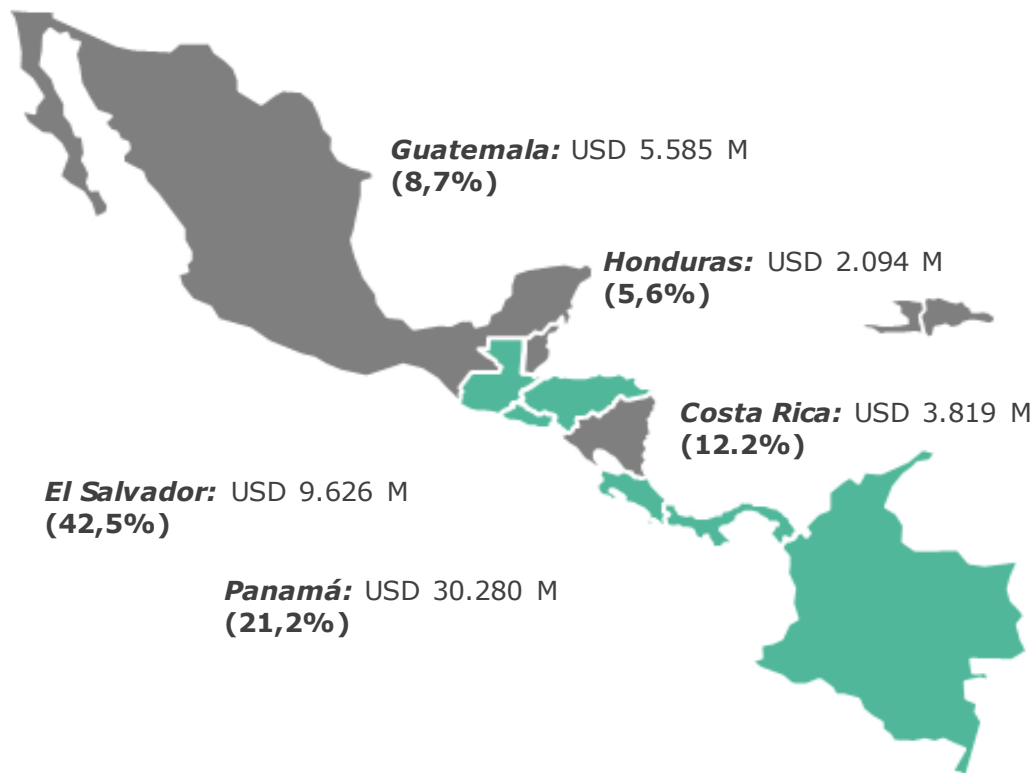 Guatemala: USD 5.585 M
(8,7%)
Honduras: USD 2.094 M
(5,6%)
Costa Rica: USD 3.819 M
(12.2%)
El Salvador: USD 9.626 M
(42,5%)
Panamá: USD 30.280 M
(21,2%)